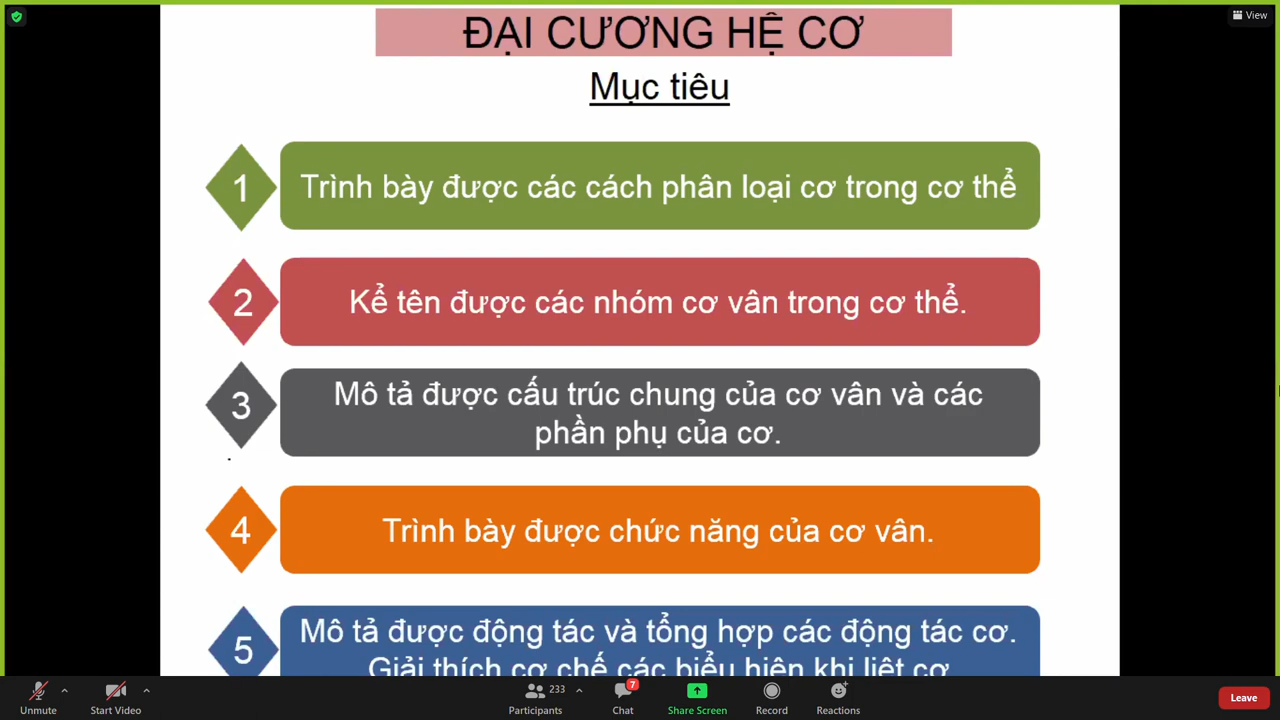 View
ĐẠI CƯƠNG HỆ CƠ
Mục tiêu
1
Trình bày được các cách phân loại cơ trong cơ thể
2
Kể tên được các nhóm cơ vân trong cơ thể.
3
Mô tả được cấu trúc chung của cơ vân và các
phần phụ của cơ.
4
Trình bày được chức năng của cơ vân.
5
Mô tả được động tác và tổng hợp các động tác cơ.
Giải thích cơ chế các biểu hiện khi liệt cơ
Unmute
Start Video
233
Participants
7
Chat
Share Screen
Record
Reactions
Leave